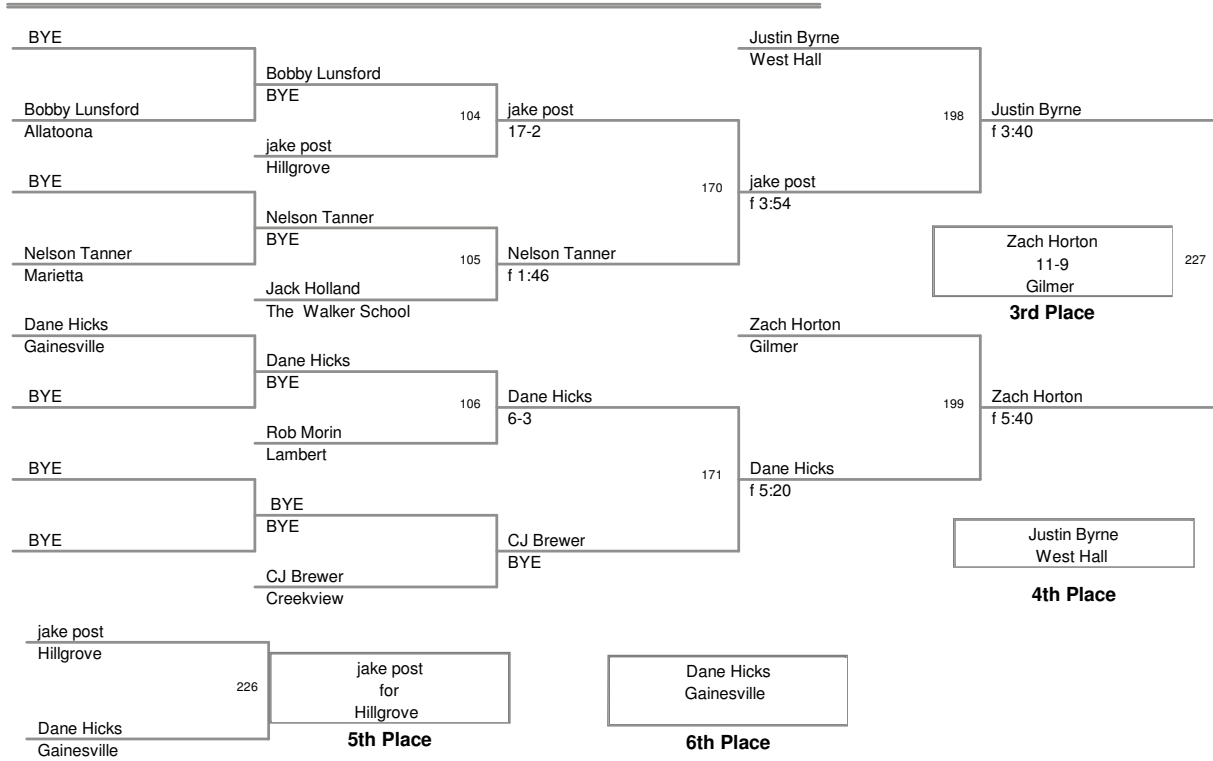 BYE
Justin Byrne
West Hall
Bobby Lunsford
BYE
Bobby Lunsford
Allatoona
104
jake post
17-2
198
Justin Byrne
f 3:40
jake post
Hillgrove
BYE
170
jake post
f 3:54
Nelson Tanner
BYE
Nelson Tanner
Marietta
105
Nelson Tanner
f 1:46
Zach Horton
11-9
Gilmer
227
3rd Place
Jack Holland
The Walker School
Dane Hicks
Gainesville
Zach Horton
Gilmer
Dane Hicks
BYE
BYE
106
Dane Hicks
6-3
199
Zach Horton
f 5:40
Rob Morin
Lambert
BYE
171
Dane Hicks
f 5:20
BYE
BYE
BYE
CJ Brewer
BYE
Justin Byrne
West Hall
4th Place
CJ Brewer
Creekview
jake post
Hillgrove
226
jake post
for
Hillgrove
5th Place
Dane Hicks
Gainesville
6th Place
Dane Hicks
Gainesville